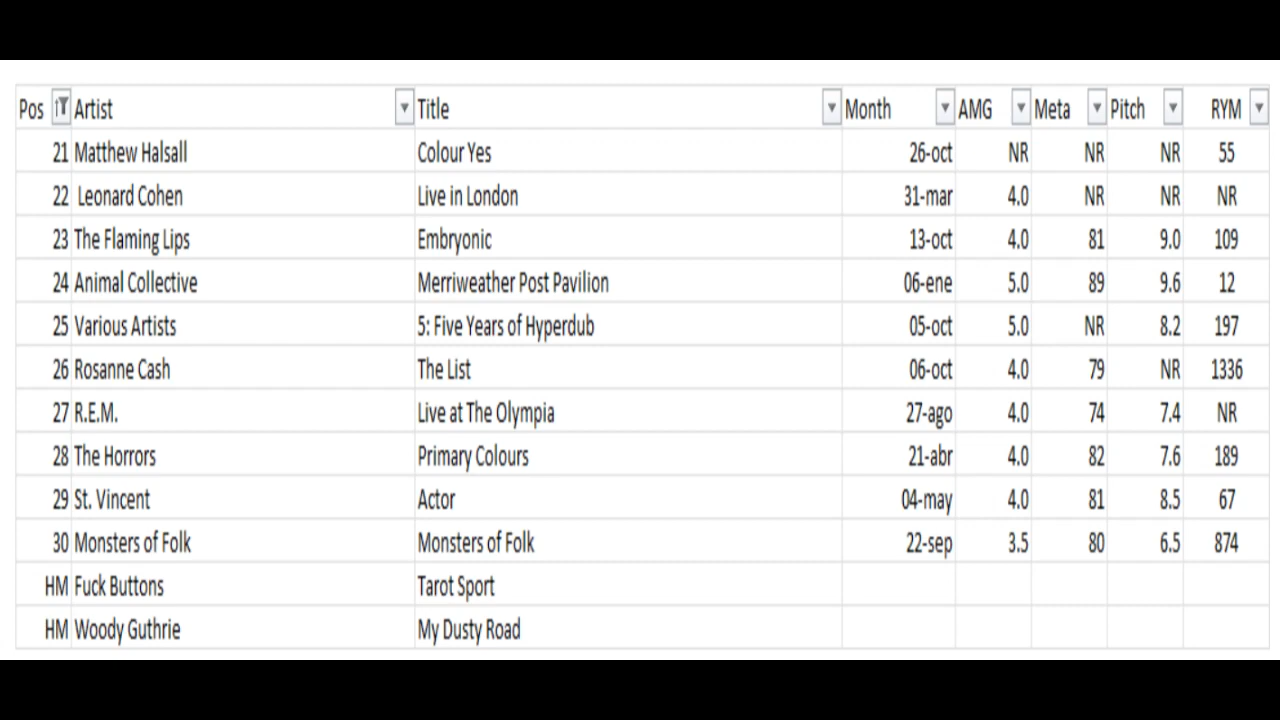 Pos Artist Title Month AMG Meta Pitch RYM
21 Matthew Halsall Colour Yes 26-oct NR NR NR 55
22 Leonard Cohen Live in London 31-mar 4.0 NR NR NR
23 The Flaming Lips Embryonic 13-oct 4.0 81 9.0 109
24 Animal Collective Merriweather Post Pavilion 06-ene 5.0 89 9.6 12
25 Various Artists 5: Five Years of Hyperdub 05-oct 5.0 NR 8.2 197
26 Rosanne Cash The List 06-oct 4.0 79 NR 1336
27 R.E.M. Live at The Olympia 27-ago 4.0 74 7.4 NR
28 The Horrors Primary Colours 21-abr 4.0 82 7.6 189
29 St. Vincent Actor 04-may 4.0 81 8.5 67
30 Monsters of Folk Monsters of Folk 22-sep 3.5 80 6.5 874
HM Fuck Buttons Tarot Sport
HM Woody Guthrie My Dusty Road